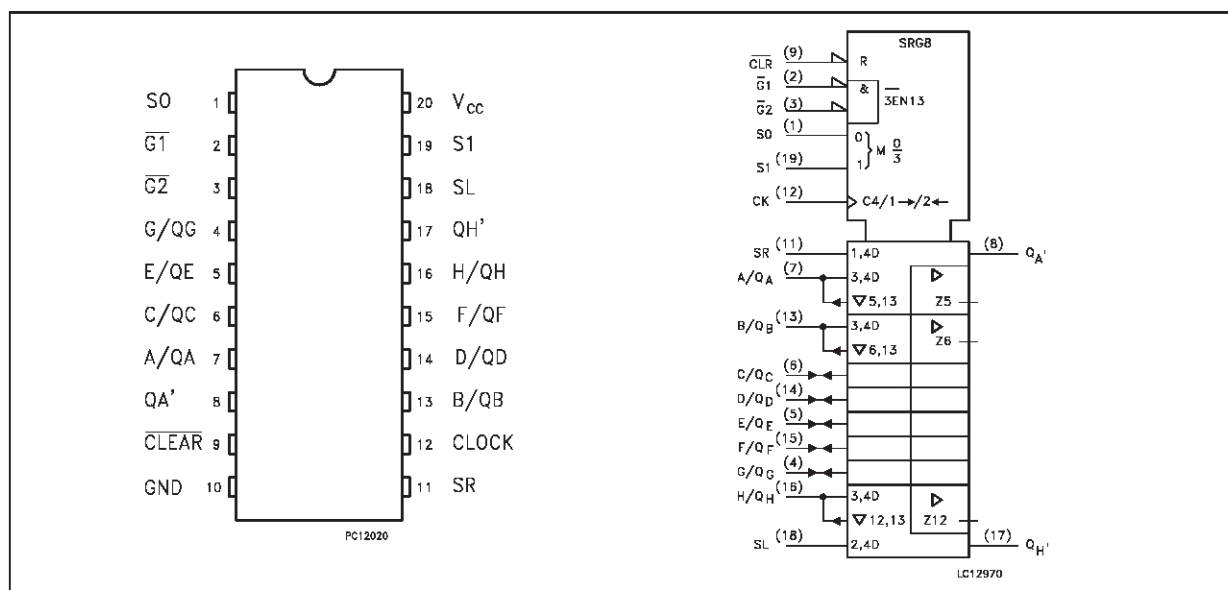 S0 1
G1 2
G2 3
G/QG 4
E/QE 5
C/QC 6
A/QA 7
QA' 8
CLEAR 9
GND 10
20 VCC
19 S1
18 SL
17 QH'
16 H/QH
15 F/QF
14 D/QD
13 B/QB
12 CLOCK
11 SR
PC12020
SRG8
CLR (9) R
G1 (2) &
3EN13
G2 (3)
S0 (1) 0
M 0/3
S1 (19) 1
CK (12) C4/1→/2←
SR (11) 1,4D (8) QA'
A/QA (7) 3,4D
▽5,13 Z5
B/QB (13) 3,4D
Z6
▽6,13
C/QC (6)
D/QD (14)
E/QE (5)
F/QF (15)
G/QG (4)
H/QH (16) 3,4D
▽12,13 Z12
SL (18) 2,4D (17) QH'
LC12970